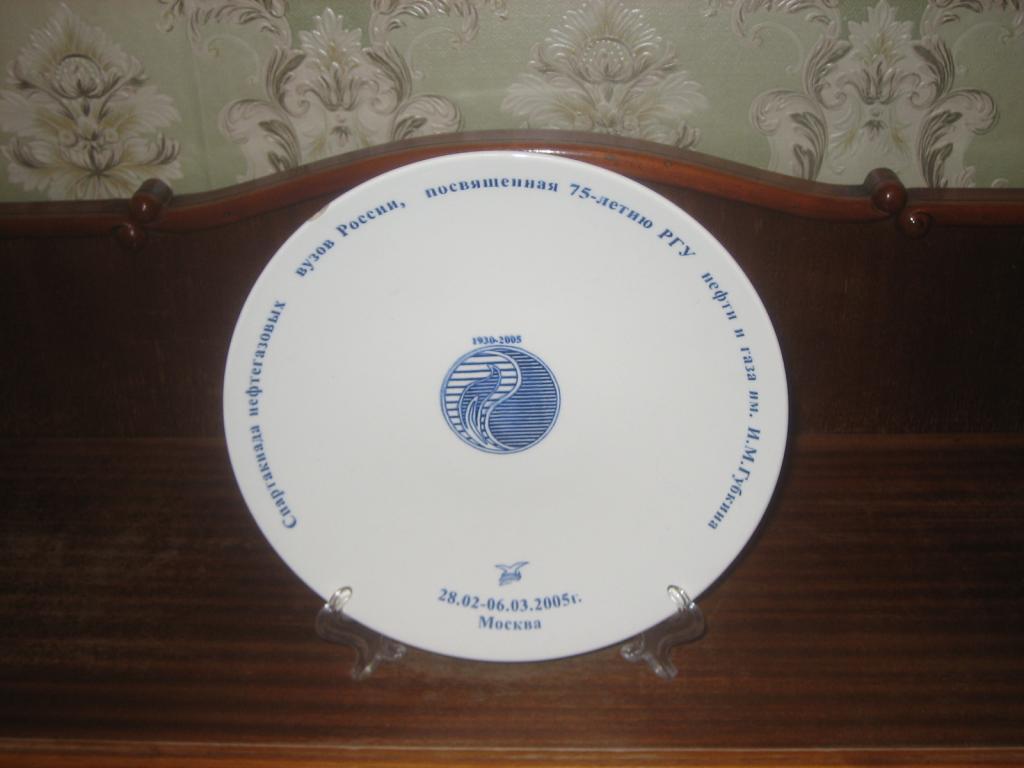 Спартакиада нефтегазовых вузов России, посвященная 75-летию РГУ нефти и газа им. И.М.Губкина
1930-2005
28.02-06.03.2005г.
Москва